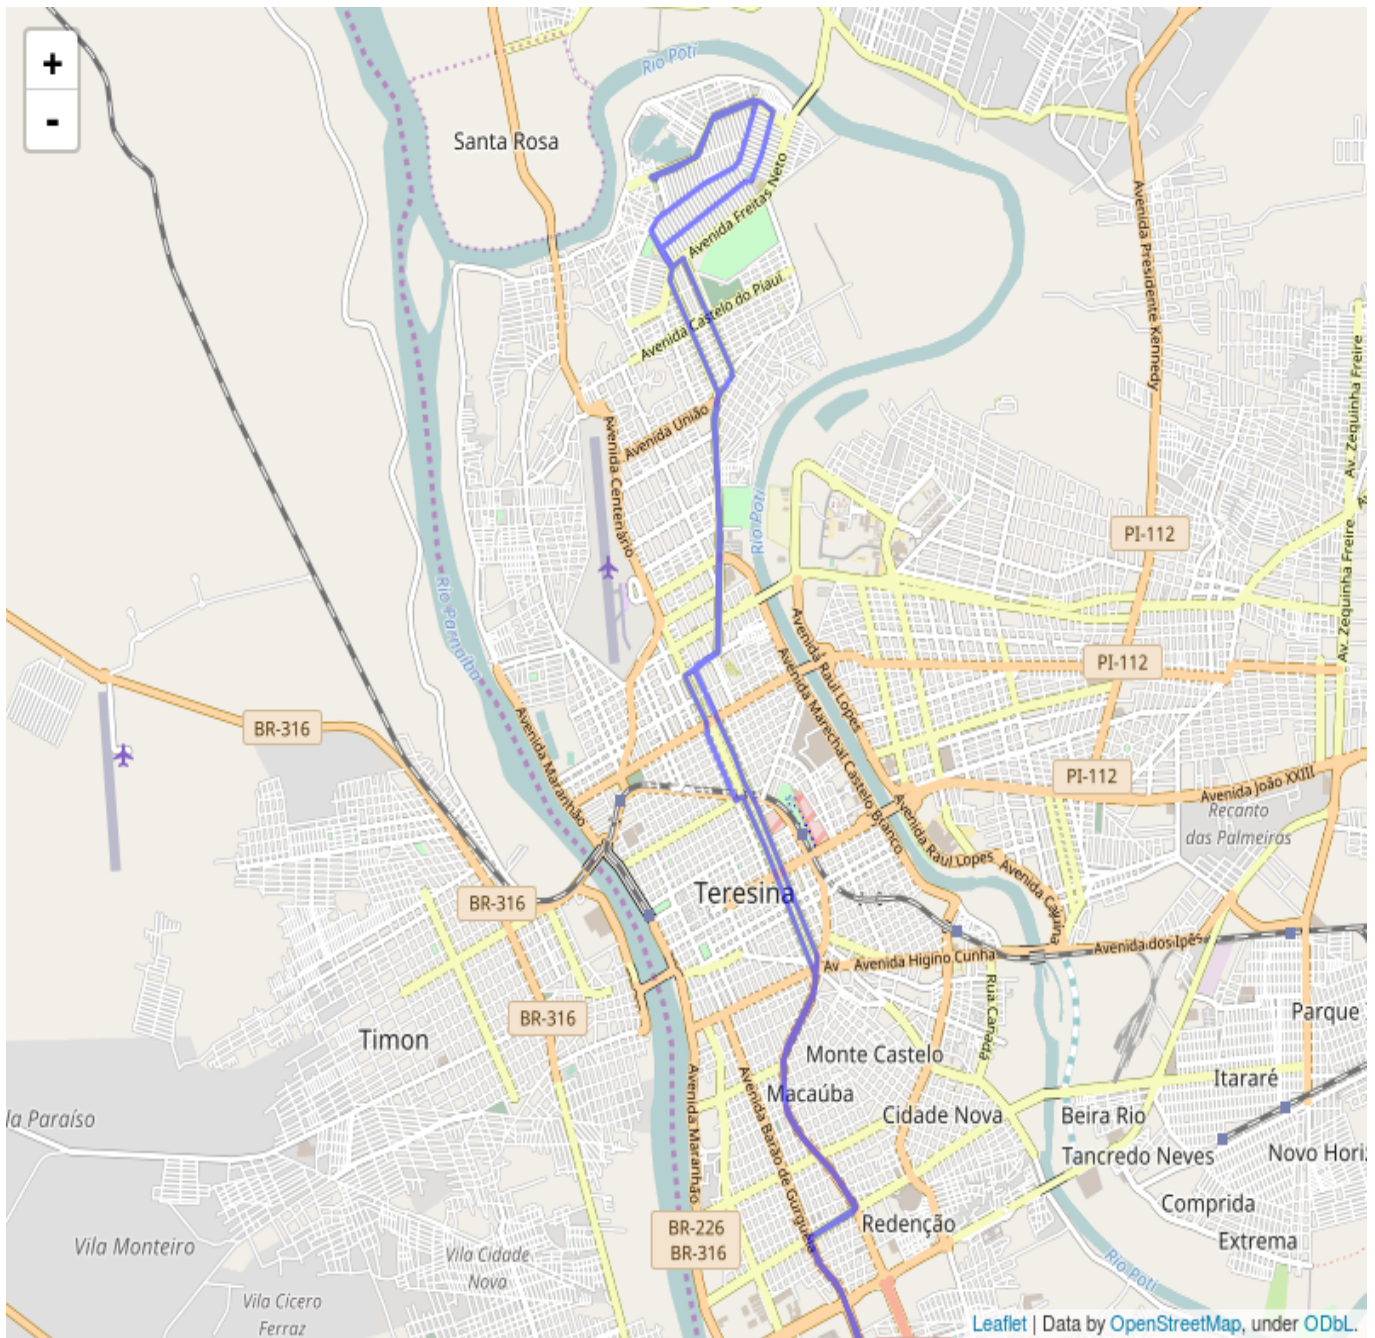 +
-
Rio Poti
Santa Rosa
Avenida Freitas Neto
Avenida Presidente Kennedy
Avenida Castelo do Piauí
Av. Zequinha Freire
Avenida União
Avenida Centenário
Rio Poti
PI-112
Av. Zequinha Freire
Rio Parnaíba
Avenida Raul Lopes
Avenida Marechal Castelo Branco
PI-112
BR-316
Avenida Maranhão
PI-112
Avenida João XXIII
Recanto
das Palmeiras
Avenida Raul Lopes
Avenida Cajuína
Teresina
BR-316
Av
Avenida Higino Cunha
Avenida dos Ipês
Rua Canadá
Parque
BR-316
Timon
Monte Castelo
Itararé
Macaúba
la Paraíso
Cidade Nova
Beira Rio
Avenida Maranhão
Avenida Barão de Gurguéia
Tancredo Neves
Novo Horiz
Comprida
BR-226
BR-316
Redenção
Extrema
Vila Monteiro
Vila Cidade
Nova
Rio Poti
Vila Cícero
Ferraz
Leaflet | Data by OpenStreetMap, under ODbL.